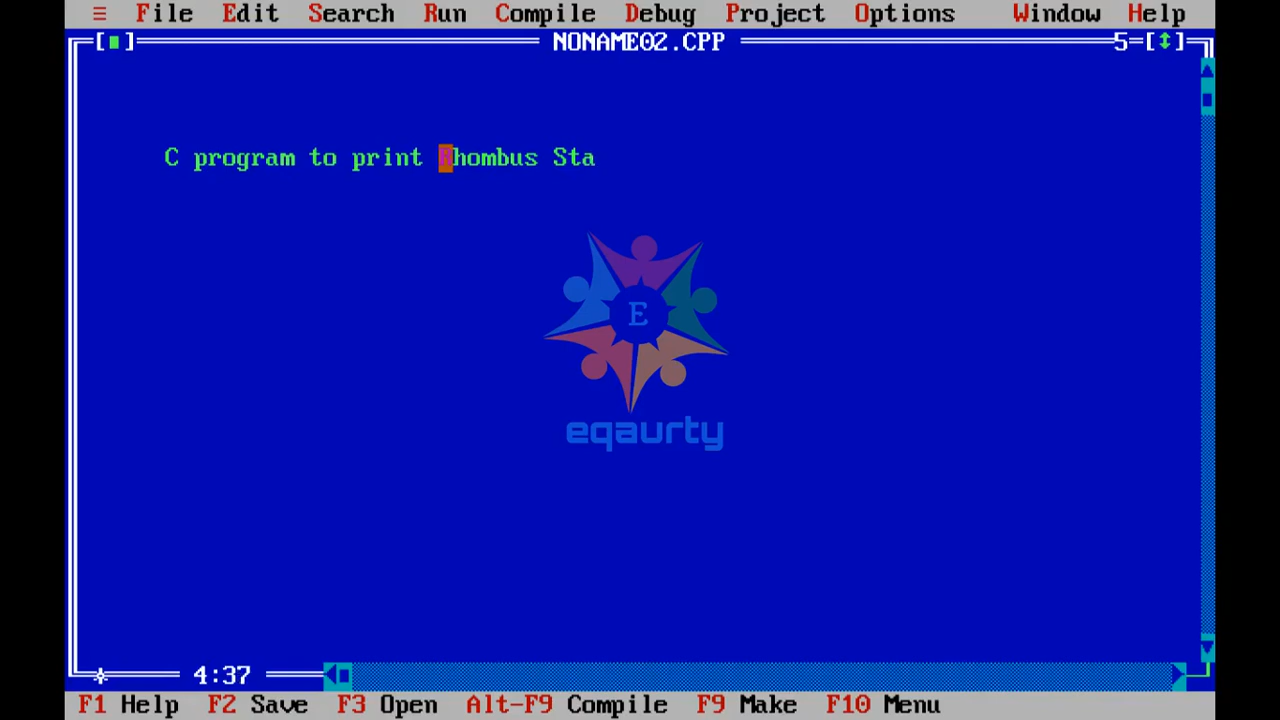 ≡ File Edit Search Run Compile Debug Project Options Window Help
[■] NONAME02.CPP 5=[↕]
C program to print Rhombus Sta
E
eqaurty
4:37
F1 Help F2 Save F3 Open Alt-F9 Compile F9 Make F10 Menu